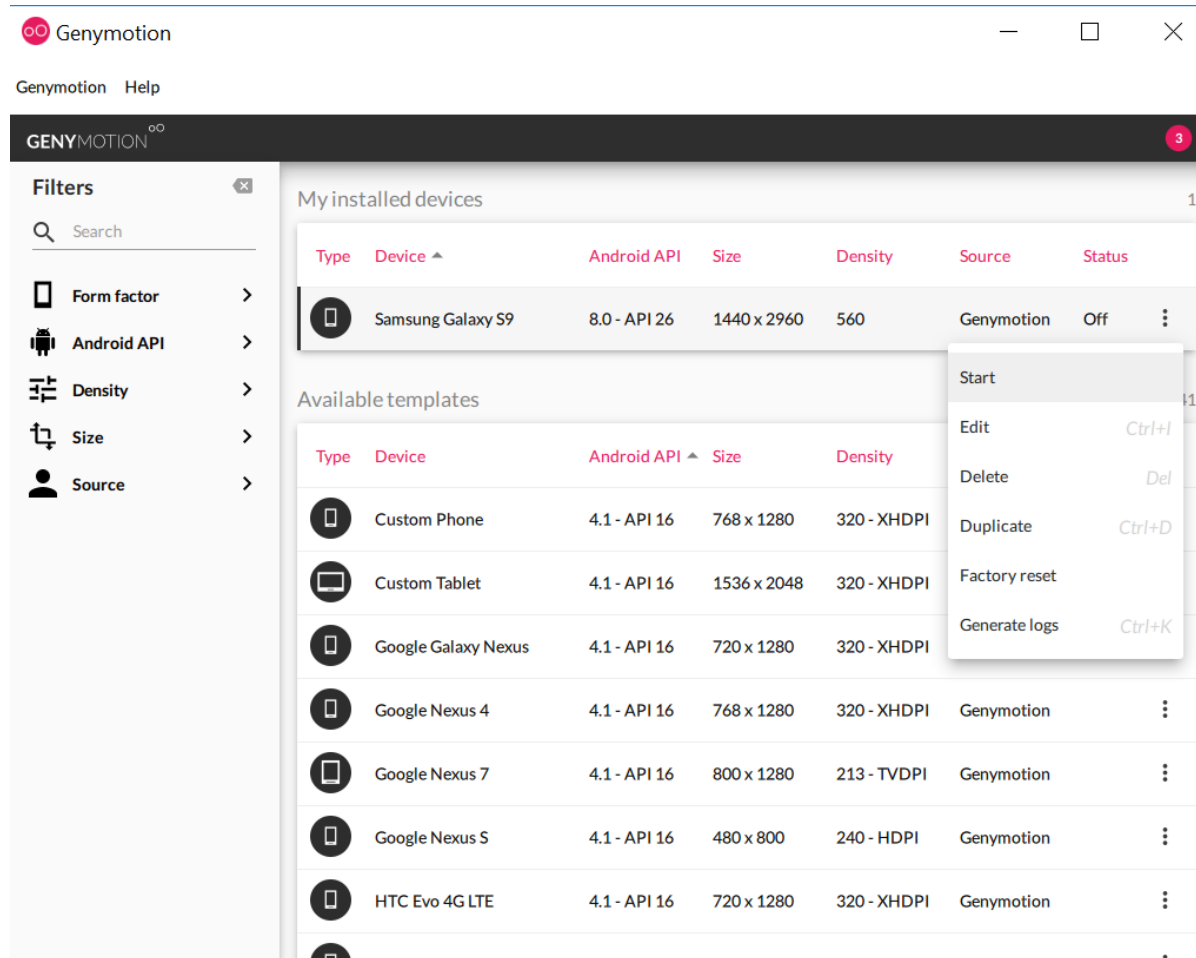 Genymotion
Genymotion Help
GENYMOTION
3
Filters
Search
Form factor
Android API
Density
Size
Source
My installed devices 1
Type Device Android API Size Density Source Status
Samsung Galaxy S9 8.0 - API 26 1440 x 2960 560 Genymotion Off
Start
Edit Ctrl+I
Delete Del
Duplicate Ctrl+D
Factory reset
Generate logs Ctrl+K
Available templates 41
Type Device Android API Size Density
Custom Phone 4.1 - API 16 768 x 1280 320 - XHDPI
Custom Tablet 4.1 - API 16 1536 x 2048 320 - XHDPI
Google Galaxy Nexus 4.1 - API 16 720 x 1280 320 - XHDPI
Google Nexus 4 4.1 - API 16 768 x 1280 320 - XHDPI Genymotion
Google Nexus 7 4.1 - API 16 800 x 1280 213 - TVDPI Genymotion
Google Nexus S 4.1 - API 16 480 x 800 240 - HDPI Genymotion
HTC Evo 4G LTE 4.1 - API 16 720 x 1280 320 - XHDPI Genymotion